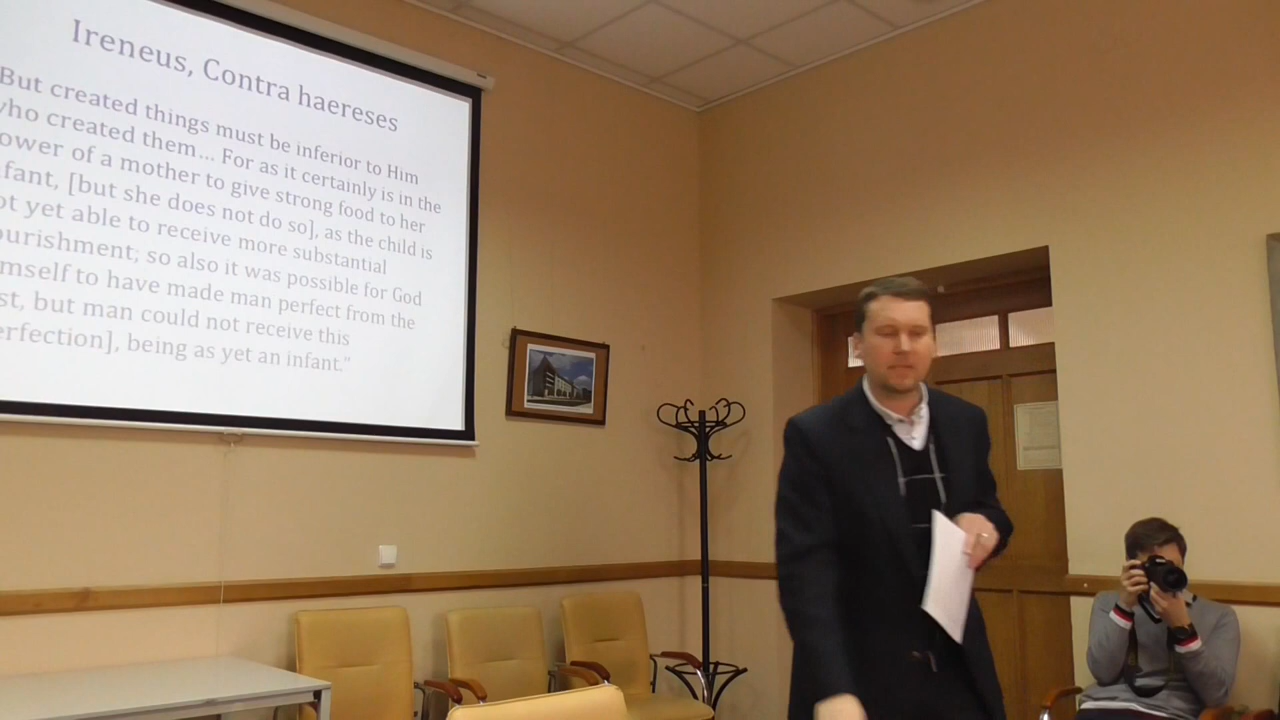 Ireneus, Contra haereses
But created things must be inferior to Him
who created them... For as it certainly is in the
ower of a mother to give strong food to her
fant, [but she does not do so], as the child is
ot yet able to receive more substantial
ourishment; so also it was possible for God
mself to have made man perfect from the
st, but man could not receive this
erfection], being as yet an infant."